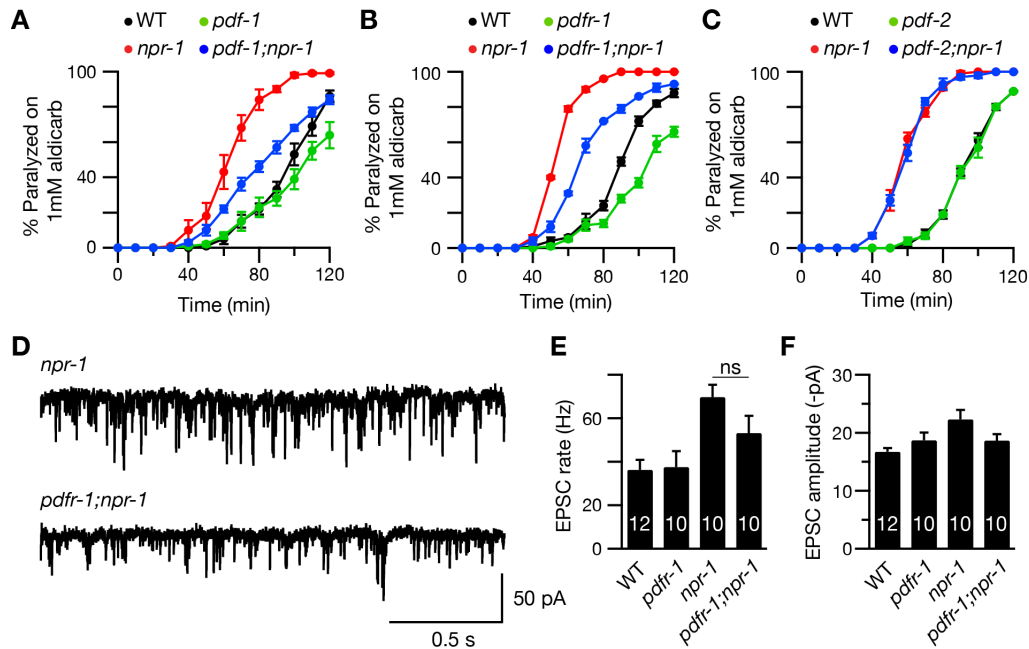 A
WT
pdf-1
npr-1
pdf-1;npr-1
% Paralyzed on
1mM aldicarb
100
40
0
0
40
80
120
Time (min)
B
WT
pdfr-1
npr-1
pdfr-1;npr-1
% Paralyzed on
1mM aldicarb
100
40
0
0
40
80
120
Time (min)
C
WT
pdf-2
npr-1
pdf-2;npr-1
% Paralyzed on
1mM aldicarb
100
40
0
0
40
80
120
Time (min)
D
npr-1
pdfr-1;npr-1
50 pA
0.5 s
E
ns
EPSC rate (Hz)
60
20
0
12
10
10
10
WT
pdfr-1
npr-1
pdfr-1;npr-1
F
EPSC amplitude (-pA)
30
20
10
0
12
10
10
10
WT
pdfr-1
npr-1
pdfr-1;npr-1